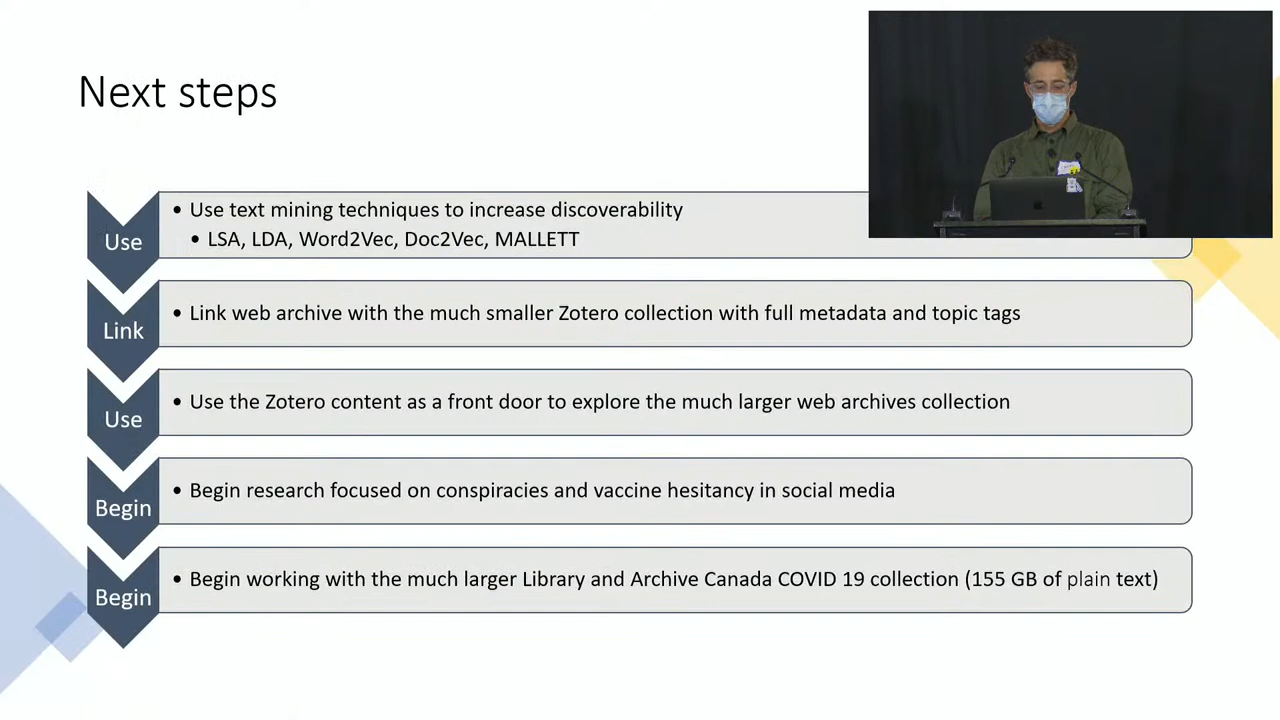 Next steps
Use
• Use text mining techniques to increase discoverability
• LSA, LDA, Word2Vec, Doc2Vec, MALLETT
Link
• Link web archive with the much smaller Zotero collection with full metadata and topic tags
Use
• Use the Zotero content as a front door to explore the much larger web archives collection
Begin
• Begin research focused on conspiracies and vaccine hesitancy in social media
Begin
• Begin working with the much larger Library and Archive Canada COVID 19 collection (155 GB of plain text)